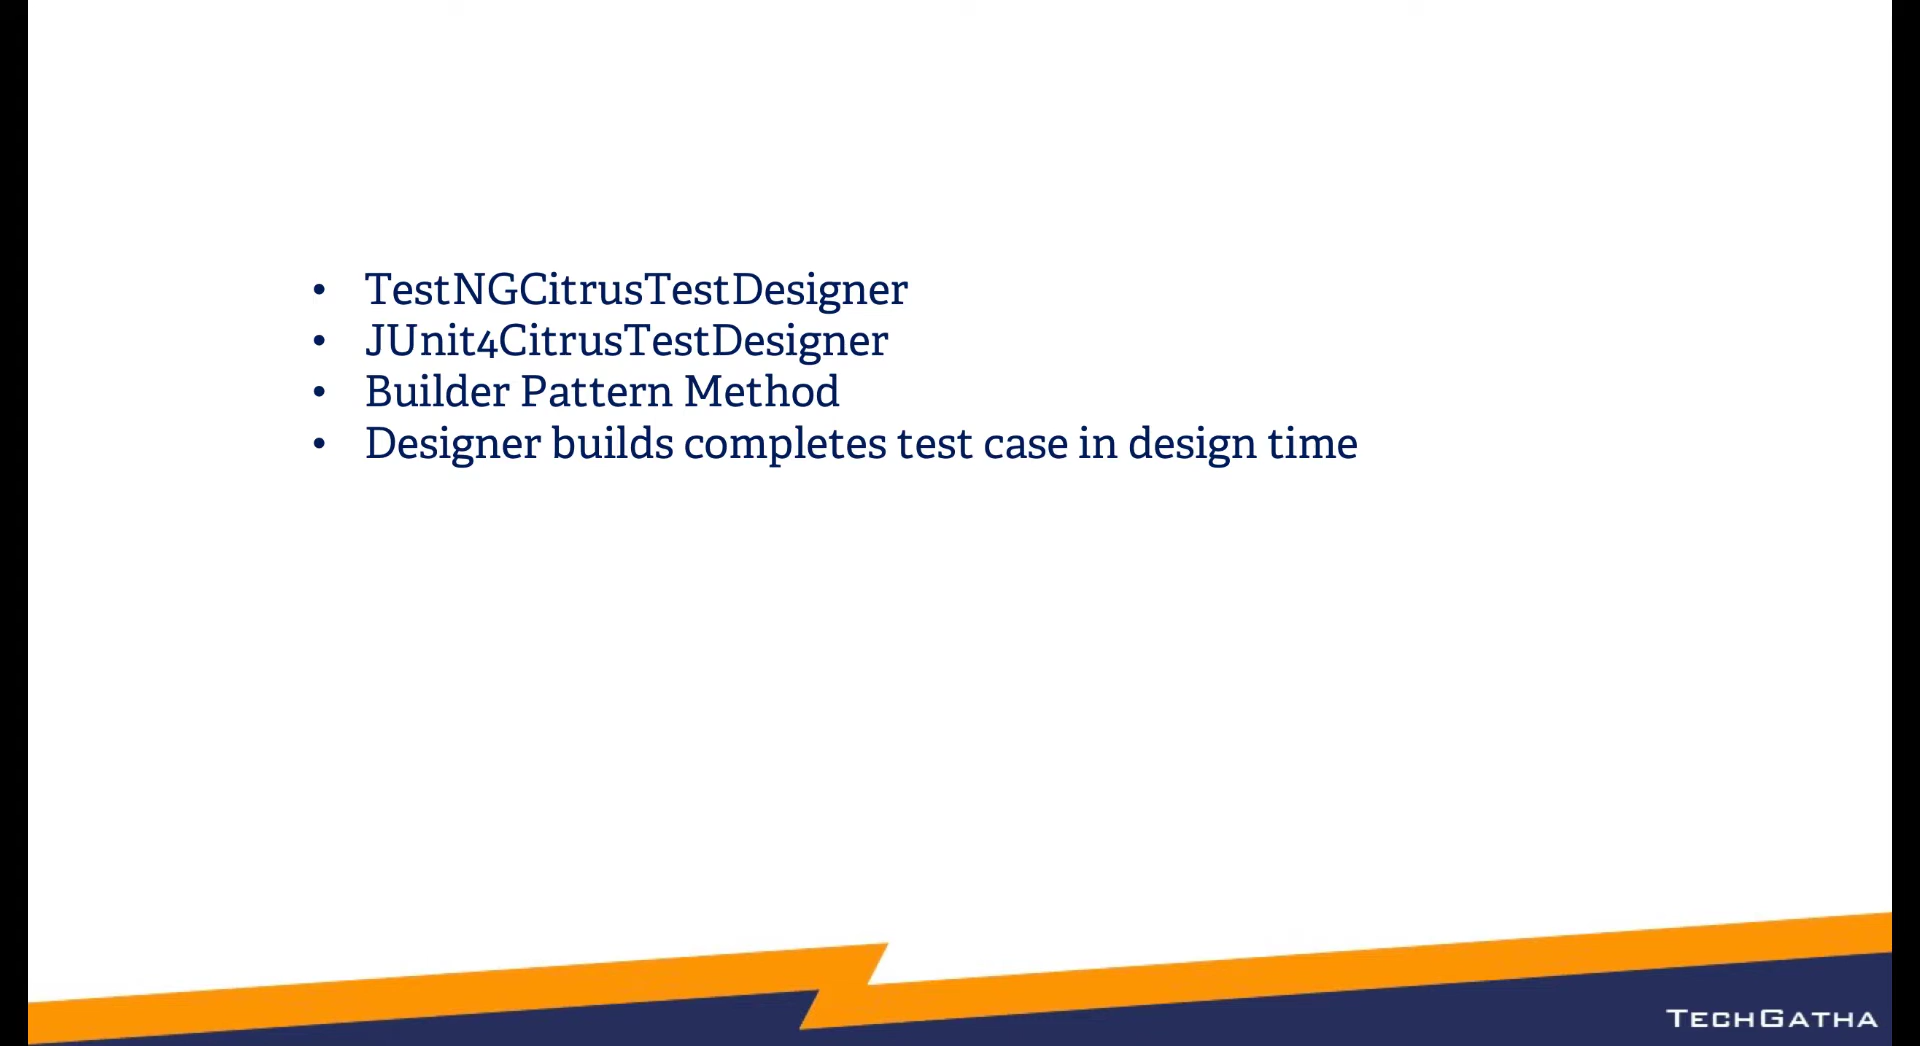 • TestNGCitrusTestDesigner
• JUnit4CitrusTestDesigner
• Builder Pattern Method
• Designer builds completes test case in design time
TECHGATHA